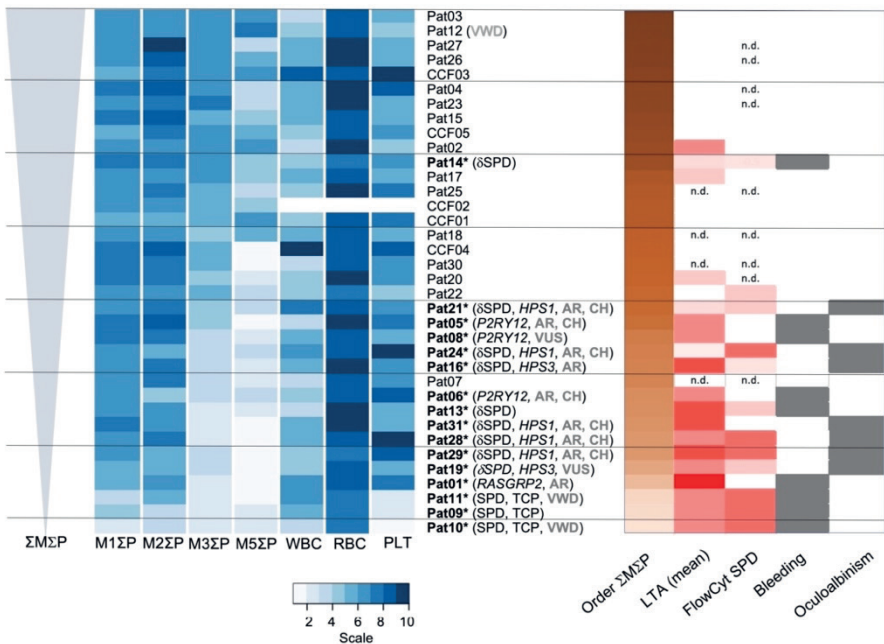 Pat03
Pat12 (VWD)
Pat27 n.d.
Pat26 n.d.
CCF03
Pat04 n.d.
Pat23 n.d.
Pat15
CCF05
Pat02
Pat14* (δSPD)
Pat17
Pat25 n.d. n.d.
CCF02
CCF01
Pat18 n.d. n.d.
CCF04
Pat30 n.d. n.d.
Pat20 n.d.
Pat22
Pat21* (δSPD, HPS1, AR, CH)
Pat05* (P2RY12, AR, CH)
Pat08* (P2RY12, VUS)
Pat24* (δSPD, HPS1, AR, CH)
Pat16* (δSPD, HPS3, AR)
Pat07 n.d. n.d.
Pat06* (P2RY12, AR, CH)
Pat13* (δSPD)
Pat31* (δSPD, HPS1, AR, CH)
Pat28* (δSPD, HPS1, AR, CH)
Pat29* (δSPD, HPS1, AR, CH)
Pat19* (δSPD, HPS3, VUS)
Pat01* (RASGRP2, AR)
Pat11* (SPD, TCP, VWD)
Pat09* (SPD, TCP)
Pat10* (SPD, TCP, VWD)
ΣMΣP M1ΣP M2ΣP M3ΣP M5ΣP WBC RBC PLT
Order ΣMΣP
LTA (mean)
FlowCyt SPD
Bleeding
Oculoalbinism
2 4 6 8 10
Scale